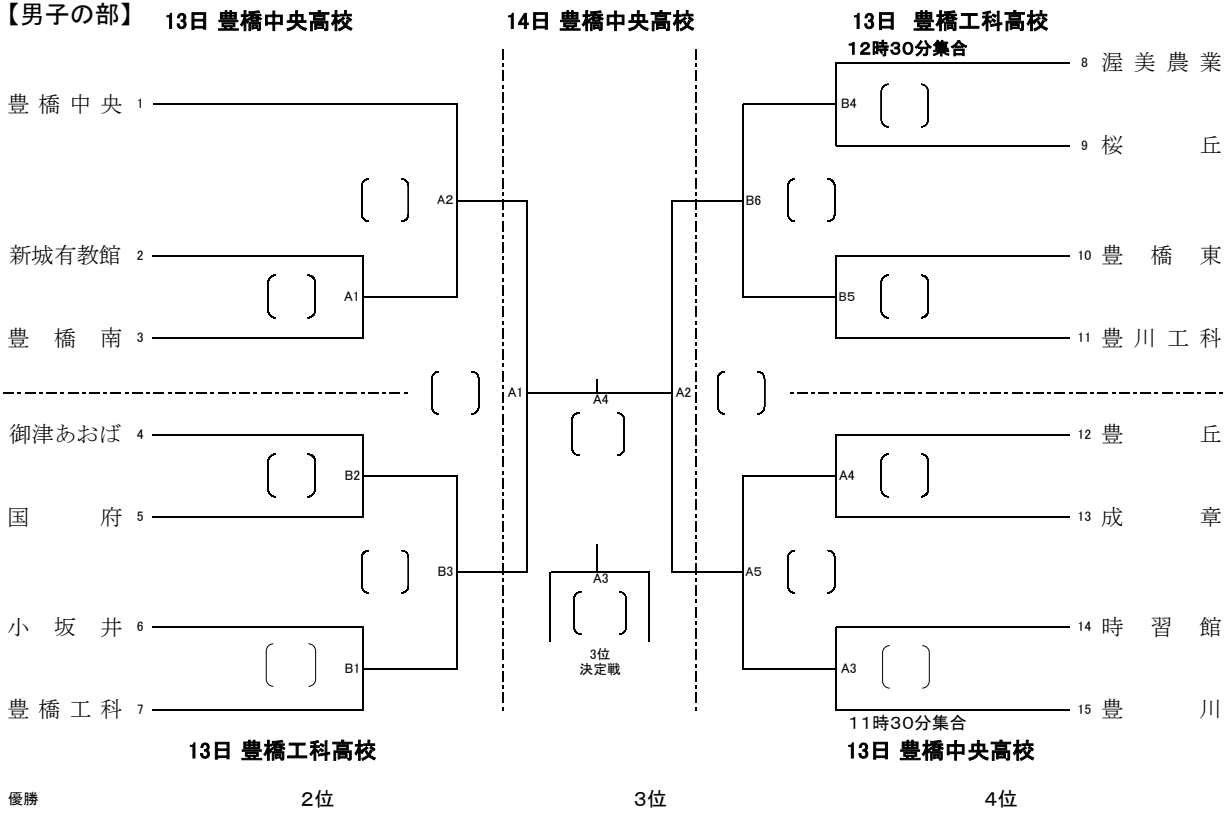 【男子の部】 13日 豊橋中央高校 14日 豊橋中央高校 13日 豊橋工科高校
12時30分集合
豊橋中央 1
新城有教館 2
豊橋南 3
御津あおば 4
国府 5
小坂井 6
豊橋工科 7
A2
A1
B2
B3
B1
A1
A4
A2
A3
3位
決定戦
B4
B6
B5
A4
A5
A3
8 渥美農業
9 桜丘
10 豊橋東
11 豊川工科
12 豊丘
13 成章
14 時習館
15 豊川
11時30分集合
13日 豊橋工科高校 13日 豊橋中央高校
優勝 2位 3位 4位